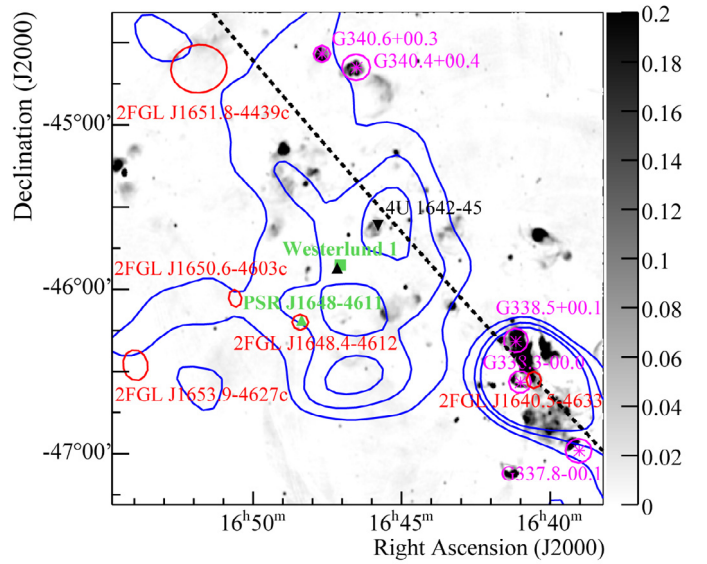 0.2
G340.6+00.3
G340.4+00.4
0.18
2FGL J1651.8-4439c
-45°00'
0.16
0.14
4U 1642-45
0.12
Declination (J2000)
Westerlund 1
2FGL J1650.6-4603c
0.1
-46°00'
PSR J1648-4611
G338.5+00.1
0.08
2FGL J1648.4-4612
0.06
2FGL J1653.9-4627c
2FGL J1640.5-4633
0.04
-47°00'
337.8-00.1
0.02
0
16h50m
16h45m
16h40m
Right Ascension (J2000)